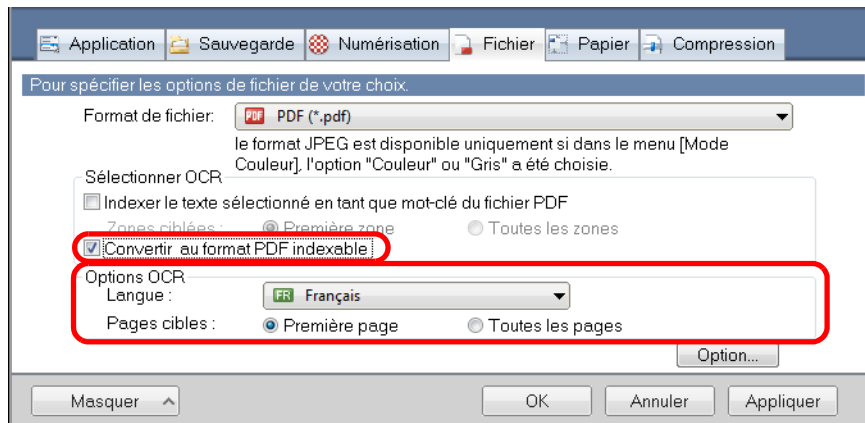 Application Sauvegarde Numérisation Fichier Papier Compression
Pour spécifier les options de fichier de votre choix.
Format de fichier: PDF PDF (*.pdf)
le format JPEG est disponible uniquement si dans le menu [Mode
Couleur], l'option "Couleur" ou "Gris" a été choisie.
Sélectionner OCR
Indexer le texte sélectionné en tant que mot-clé du fichier PDF
Zones ciblées : Première zone Toutes les zones
Convertir au format PDF indexable
Options OCR
Langue : FR Français
Pages cibles : Première page Toutes les pages
Option...
Masquer OK Annuler Appliquer